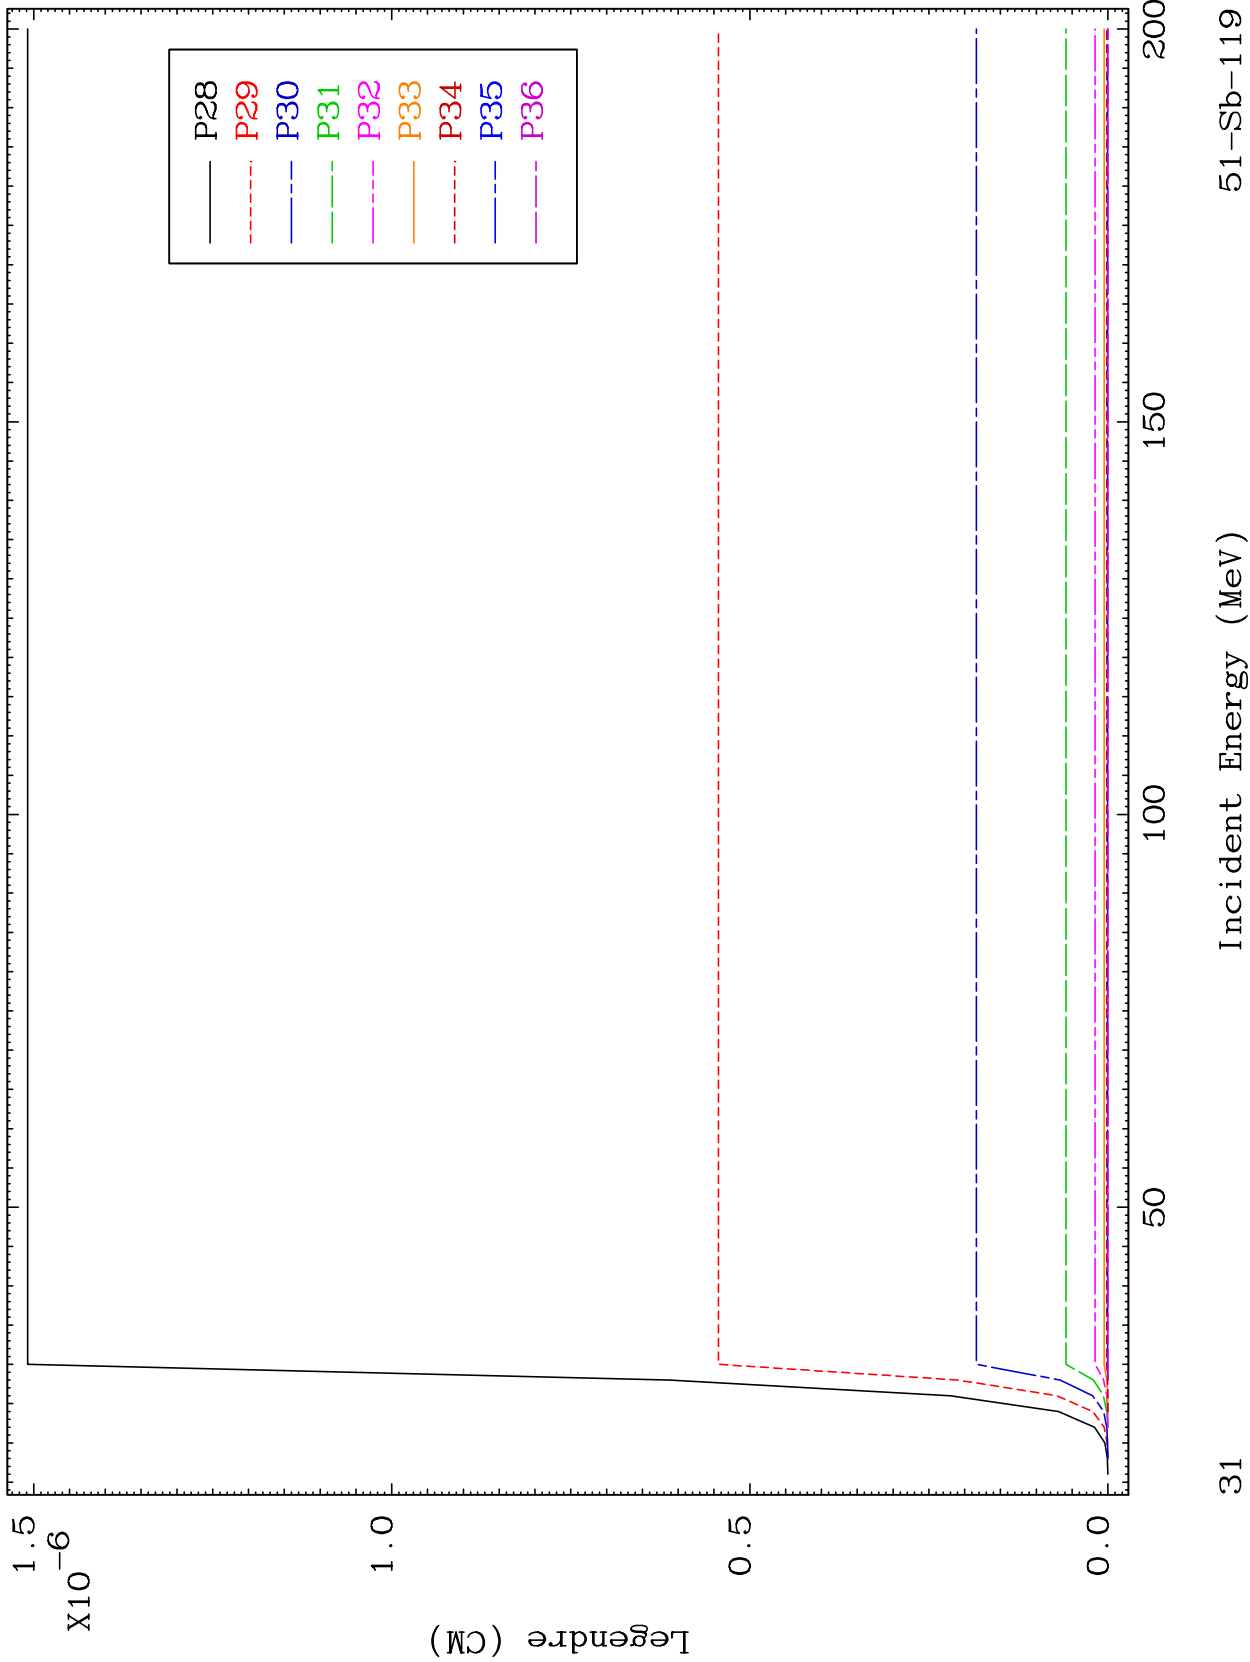 1.5
X10-6
1.0
0.5
0.0
Legendre (CM)
P28
P29
P30
P31
P32
P33
P34
P35
P36
50
100
150
200
Incident Energy (MeV)
31
51-Sb-119